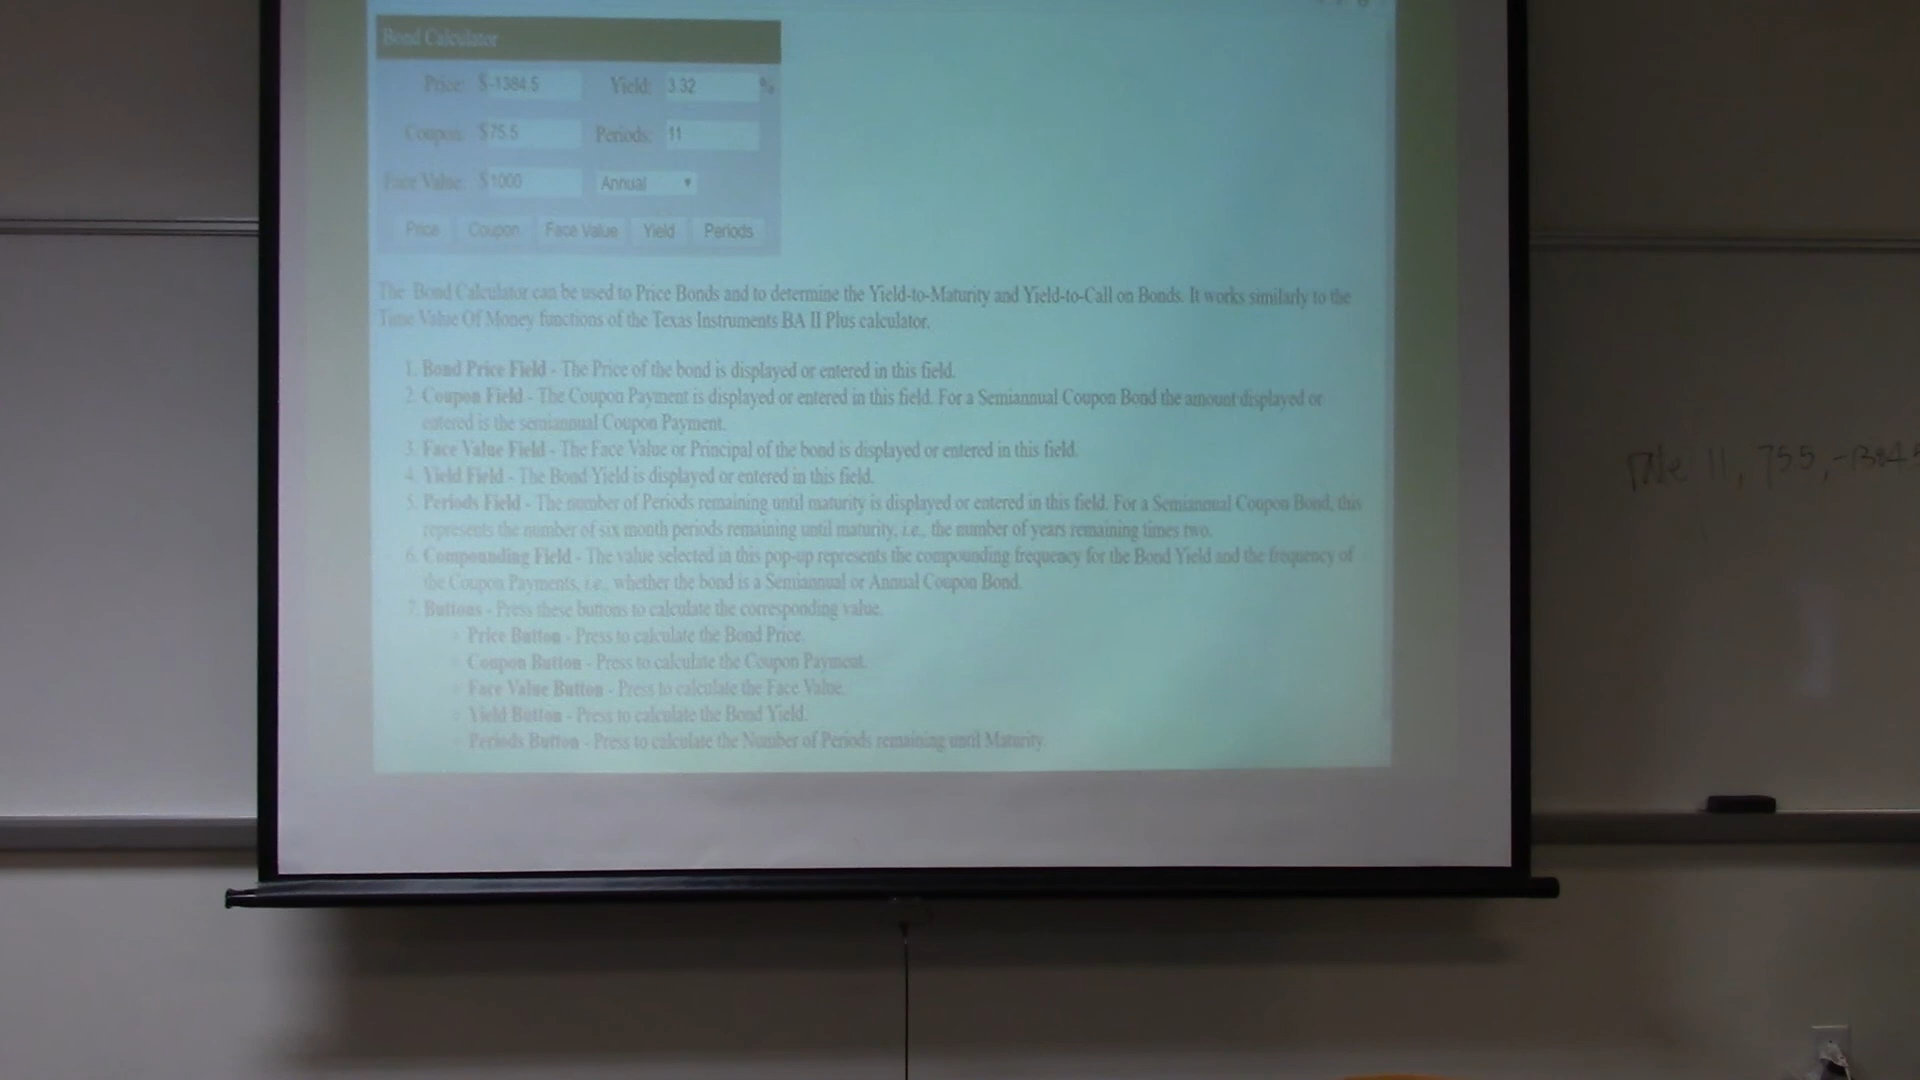 Bond Calculator
Price: $ -1384.5 Yield: 3.32 %
Coupon: $ 75.5 Periods: 11
Face Value: $ 1000 Annual
Price Coupon Face Value Yield Periods
The Bond Calculator can be used to Price Bonds and to determine the Yield-to-Maturity and Yield-to-Call on Bonds. It works similarly to the
Time Value Of Money functions of the Texas Instruments BA II Plus calculator.
1. Bond Price Field - The Price of the bond is displayed or entered in this field.
2. Coupon Field - The Coupon Payment is displayed or entered in this field. For a Semiannual Coupon Bond the amount displayed or
entered is the semiannual Coupon Payment.
3. Face Value Field - The Face Value or Principal of the bond is displayed or entered in this field.
4. Yield Field - The Bond Yield is displayed or entered in this field.
5. Periods Field - The number of Periods remaining until maturity is displayed or entered in this field. For a Semiannual Coupon Bond, this
represents the number of six month periods remaining until maturity, i.e., the number of years remaining times two.
6. Compounding Field - The value selected in this pop-up represents the compounding frequency for the Bond Yield and the frequency of
the Coupon Payments, i.e., whether the bond is a Semiannual or Annual Coupon Bond.
7. Buttons - Press these buttons to calculate the corresponding value.
Price Button - Press to calculate the Bond Price.
Coupon Button - Press to calculate the Coupon Payment.
Face Value Button - Press to calculate the Face Value.
Yield Button - Press to calculate the Bond Yield.
Periods Button - Press to calculate the Number of Periods remaining until Maturity.
11, 755,